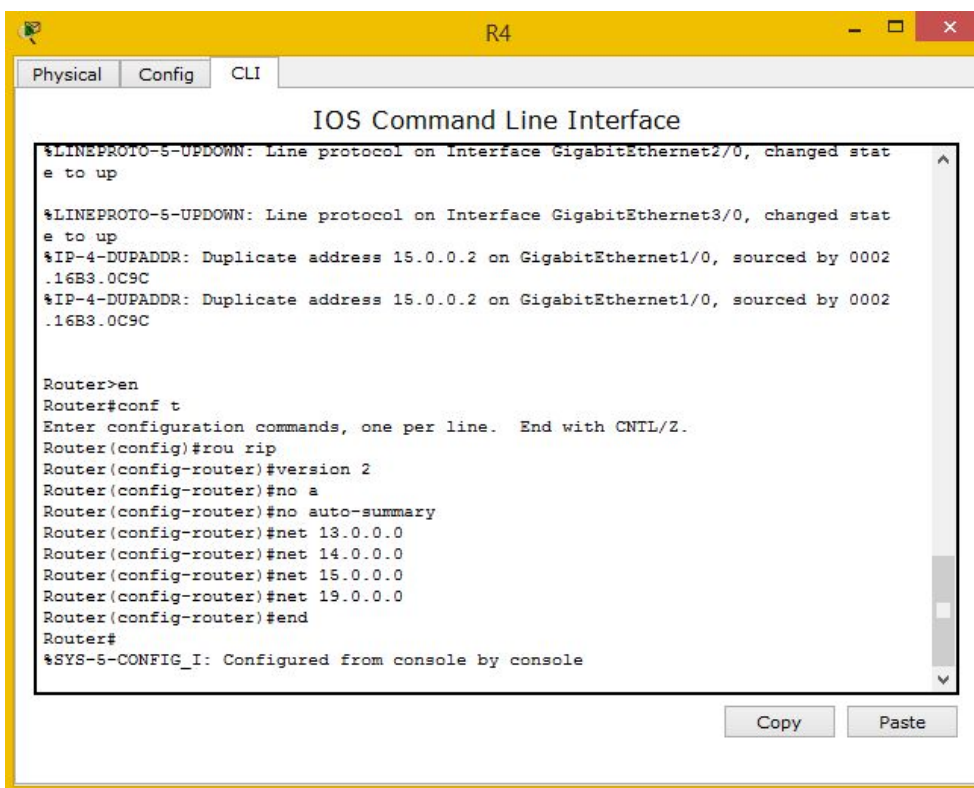 R4
Physical Config CLI
IOS Command Line Interface
%LINEPROTO-5-UPDOWN: Line protocol on Interface GigabitEthernet2/0, changed stat
e to up
%LINEPROTO-5-UPDOWN: Line protocol on Interface GigabitEthernet3/0, changed stat
e to up
%IP-4-DUPADDR: Duplicate address 15.0.0.2 on GigabitEthernet1/0, sourced by 0002
.16B3.0C9C
%IP-4-DUPADDR: Duplicate address 15.0.0.2 on GigabitEthernet1/0, sourced by 0002
.16B3.0C9C
Router>en
Router#conf t
Enter configuration commands, one per line.  End with CNTL/Z.
Router(config)#rou rip
Router(config-router)#version 2
Router(config-router)#no a
Router(config-router)#no auto-summary
Router(config-router)#net 13.0.0.0
Router(config-router)#net 14.0.0.0
Router(config-router)#net 15.0.0.0
Router(config-router)#net 19.0.0.0
Router(config-router)#end
Router#
%SYS-5-CONFIG_I: Configured from console by console
Copy Paste